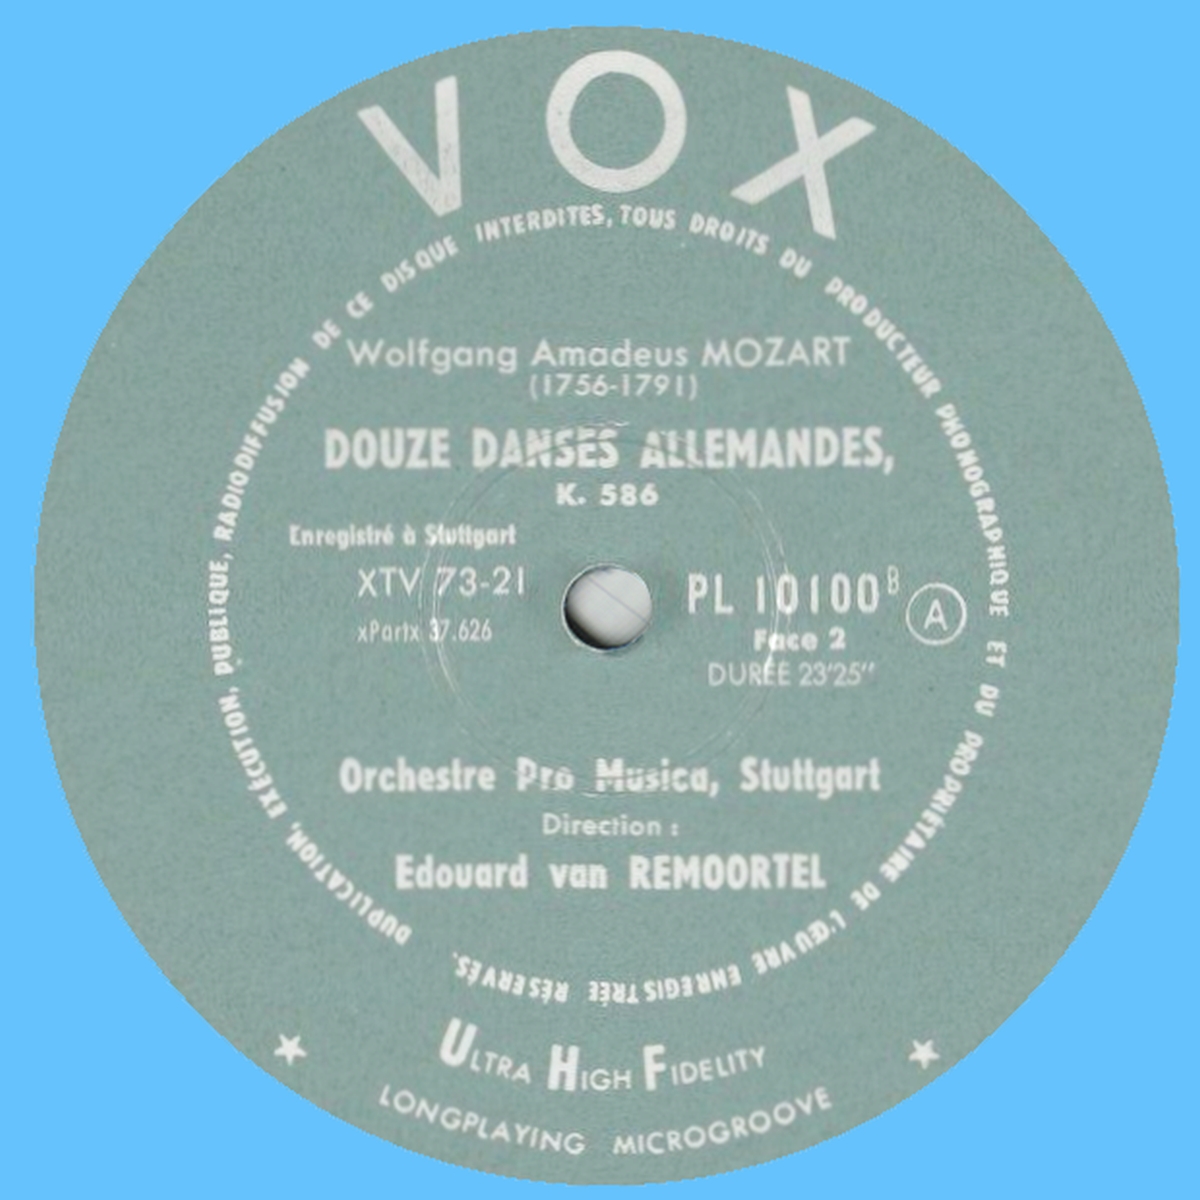 VOX
DUPLICATION, EXÉCUTION, PUBLIQUE, RADIODIFFUSION DE CE DISQUE INTERDITES, TOUS DROITS DU PRODUCTEUR PHONOGRAPHIQUE ET DU PROPRIÉTAIRE DE L'ŒUVRE ENREGISTRÉE RÉSERVÉS.
Wolfgang Amadeus MOZART
(1756-1791)
DOUZE DANSES ALLEMANDES,
K. 586
Enregistré à Stuttgart
XTV 73-21
xPartx 37.626
PL 10100 B A
Face 2
DURÉE 23'25"
Orchestre Pro Musica, Stuttgart
Direction :
Edouard van REMOORTEL
ULTRA HIGH FIDELITY
LONGPLAYING MICROGROOVE